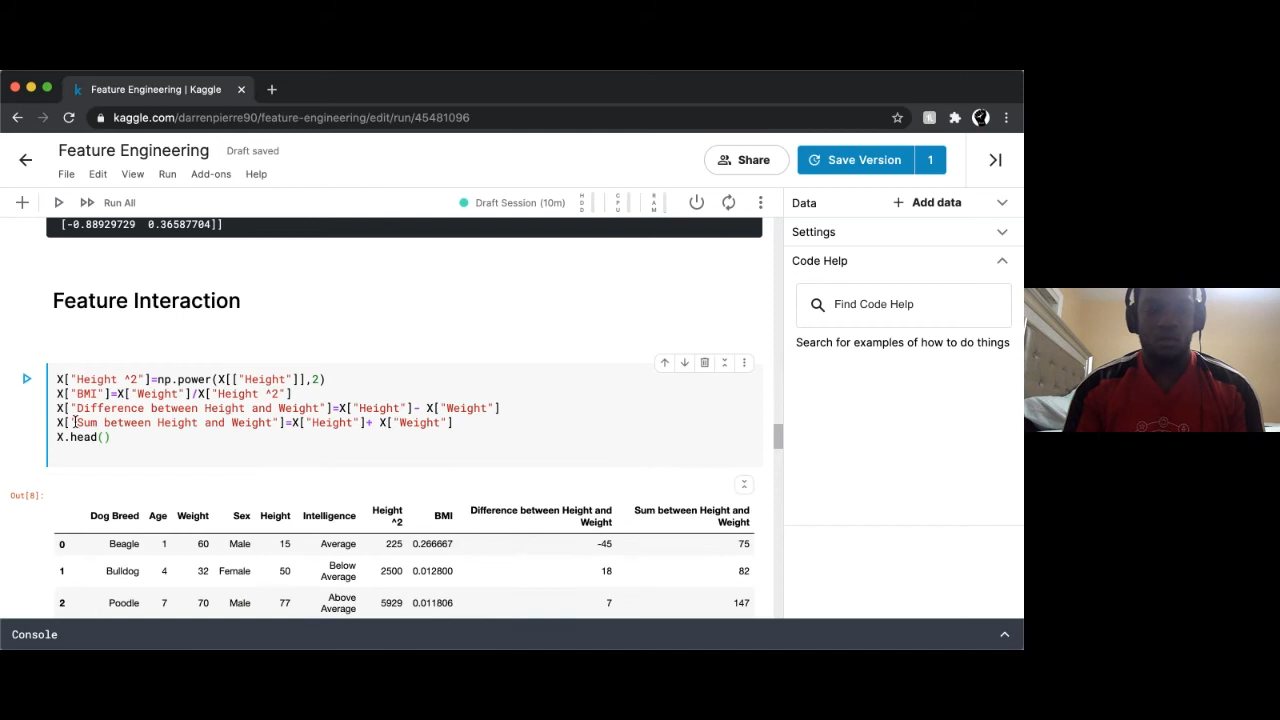 Feature Engineering | Kaggle
kaggle.com/darrenpierre90/feature-engineering/edit/run/45481096
Feature Engineering Draft saved
Share
Save Version 1
File Edit View Run Add-ons Help
Run All
Draft Session (10m)
HDD
CPU
RAM
Data
Add data
Settings
Code Help
Find Code Help
Search for examples of how to do things
[-0.88929729 0.36587704]]
Feature Interaction
X["Height ^2"]=np.power(X[["Height"]],2)
X["BMI"]=X["Weight"]/X["Height ^2"]
X["Difference between Height and Weight"]=X["Height"]- X["Weight"]
X["Sum between Height and Weight"]=X["Height"]+ X["Weight"]
X.head()
Out[8]:
Dog Breed Age Weight Sex Height Intelligence Height ^2 BMI Difference between Height and Weight Sum between Height and Weight
0 Beagle 1 60 Male 15 Average 225 0.266667 -45 75
1 Bulldog 4 32 Female 50 Below Average 2500 0.012800 18 82
2 Poodle 7 70 Male 77 Above Average 5929 0.011806 7 147
Console